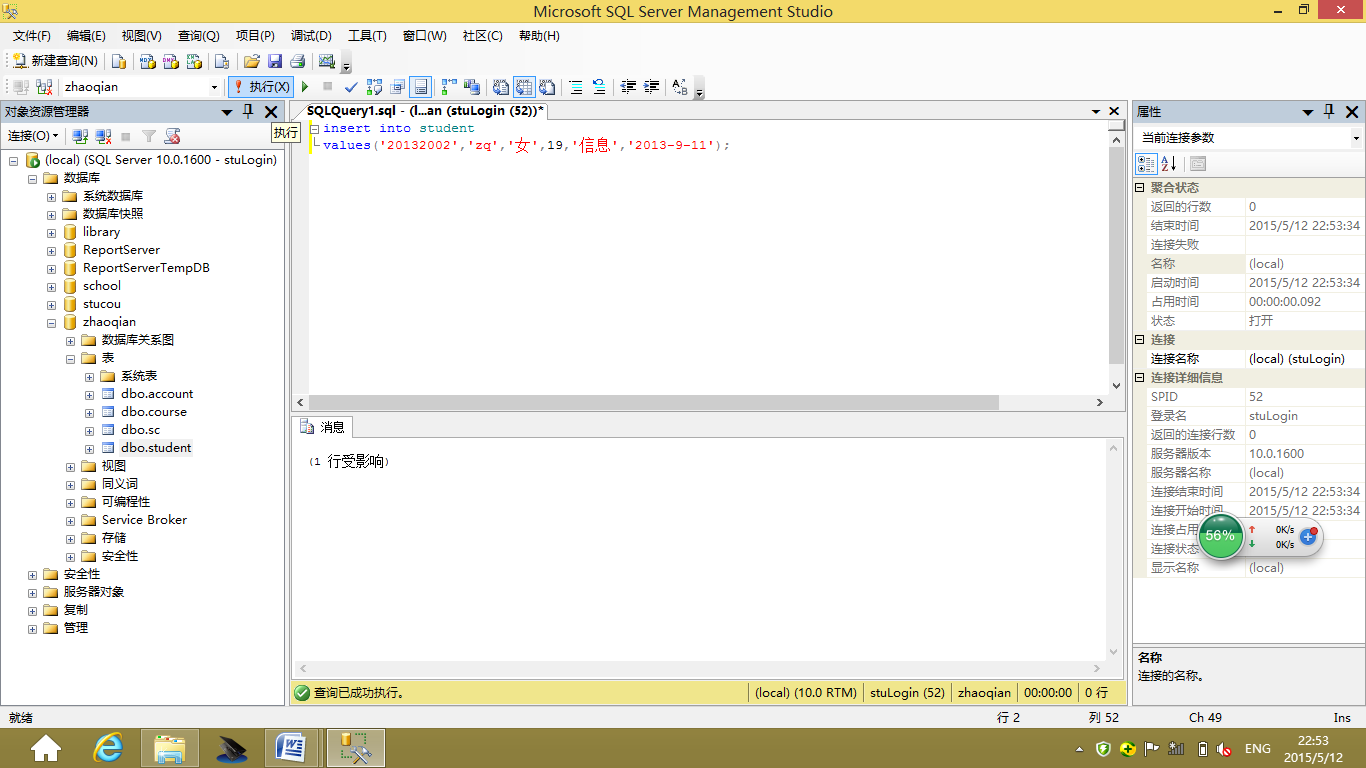 Microsoft SQL Server Management Studio
文件(F) 编辑(E) 视图(V) 查询(Q) 项目(P) 调试(D) 工具(T) 窗口(W) 社区(C) 帮助(H)
新建查询(N)
zhaoqian 执行(X)
对象资源管理器
连接(O)
执行
(local) (SQL Server 10.0.1600 - stuLogin)
数据库
系统数据库
数据库快照
library
ReportServer
ReportServerTempDB
school
stucou
zhaoqian
数据库关系图
表
系统表
dbo.account
dbo.course
dbo.sc
dbo.student
视图
同义词
可编程性
Service Broker
存储
安全性
安全性
服务器对象
复制
管理
SQLQuery1.sql - (l...an (stuLogin (52))*
insert into student
values('20132002','zq','女',19,'信息','2013-9-11');
消息
(1 行受影响)
查询已成功执行。 (local) (10.0 RTM) stuLogin (52) zhaoqian 00:00:00 0 行
属性
当前连接参数
聚合状态
返回的行数 0
结束时间 2015/5/12 22:53:34
连接失败
名称 (local)
启动时间 2015/5/12 22:53:34
占用时间 00:00:00.092
状态 打开
连接
连接名称 (local) (stuLogin)
连接详细信息
SPID 52
登录名 stuLogin
返回的连接行数 0
服务器版本 10.0.1600
服务器名称 (local)
连接结束时间 2015/5/12 22:53:34
连接开始时间 2015/5/12 22:53:34
连接占用
连接状态
显示名称 (local)
56% 0K/s
0K/s
名称
连接的名称。
就绪 行 2 列 52 Ch 49 Ins
ENG 22:53
2015/5/12